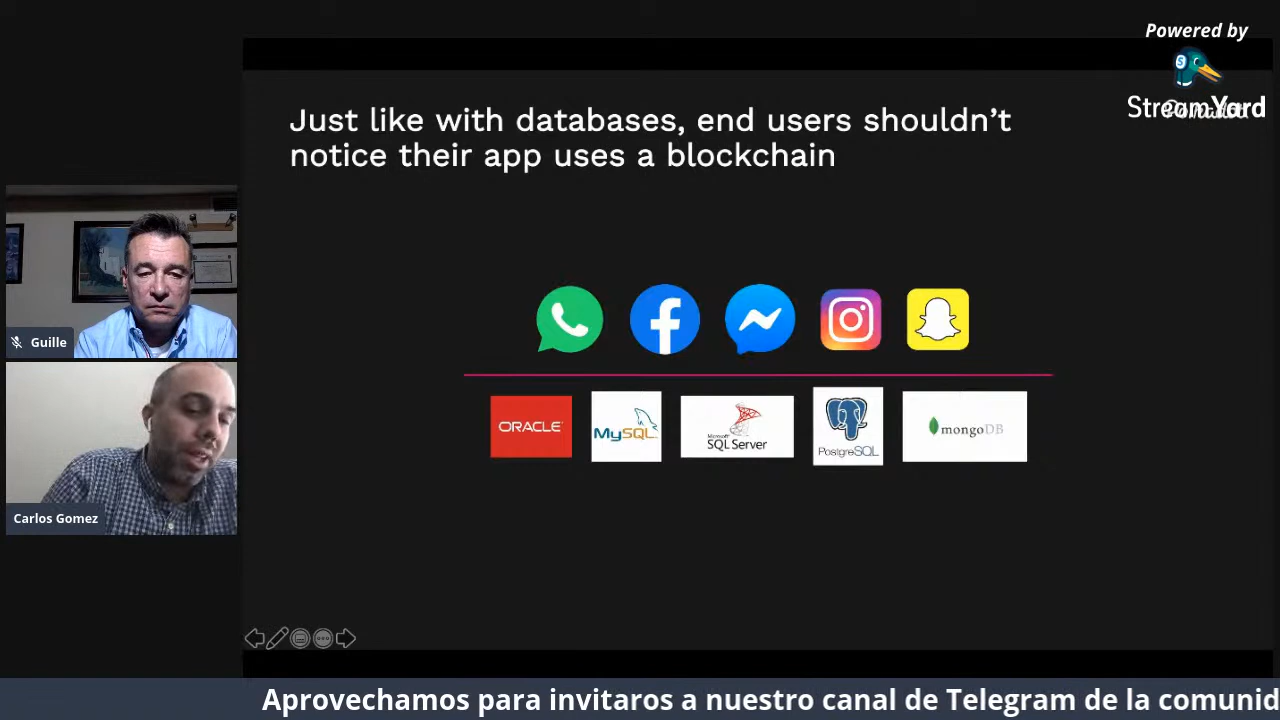 Powered by
StreamYard
Just like with databases, end users shouldn't
notice their app uses a blockchain
Guille
Carlos Gomez
ORACLE
MySQL
Microsoft
SQL Server
PostgreSQL
mongoDB
Aprovechamos para invitaros a nuestro canal de Telegram de la comunid